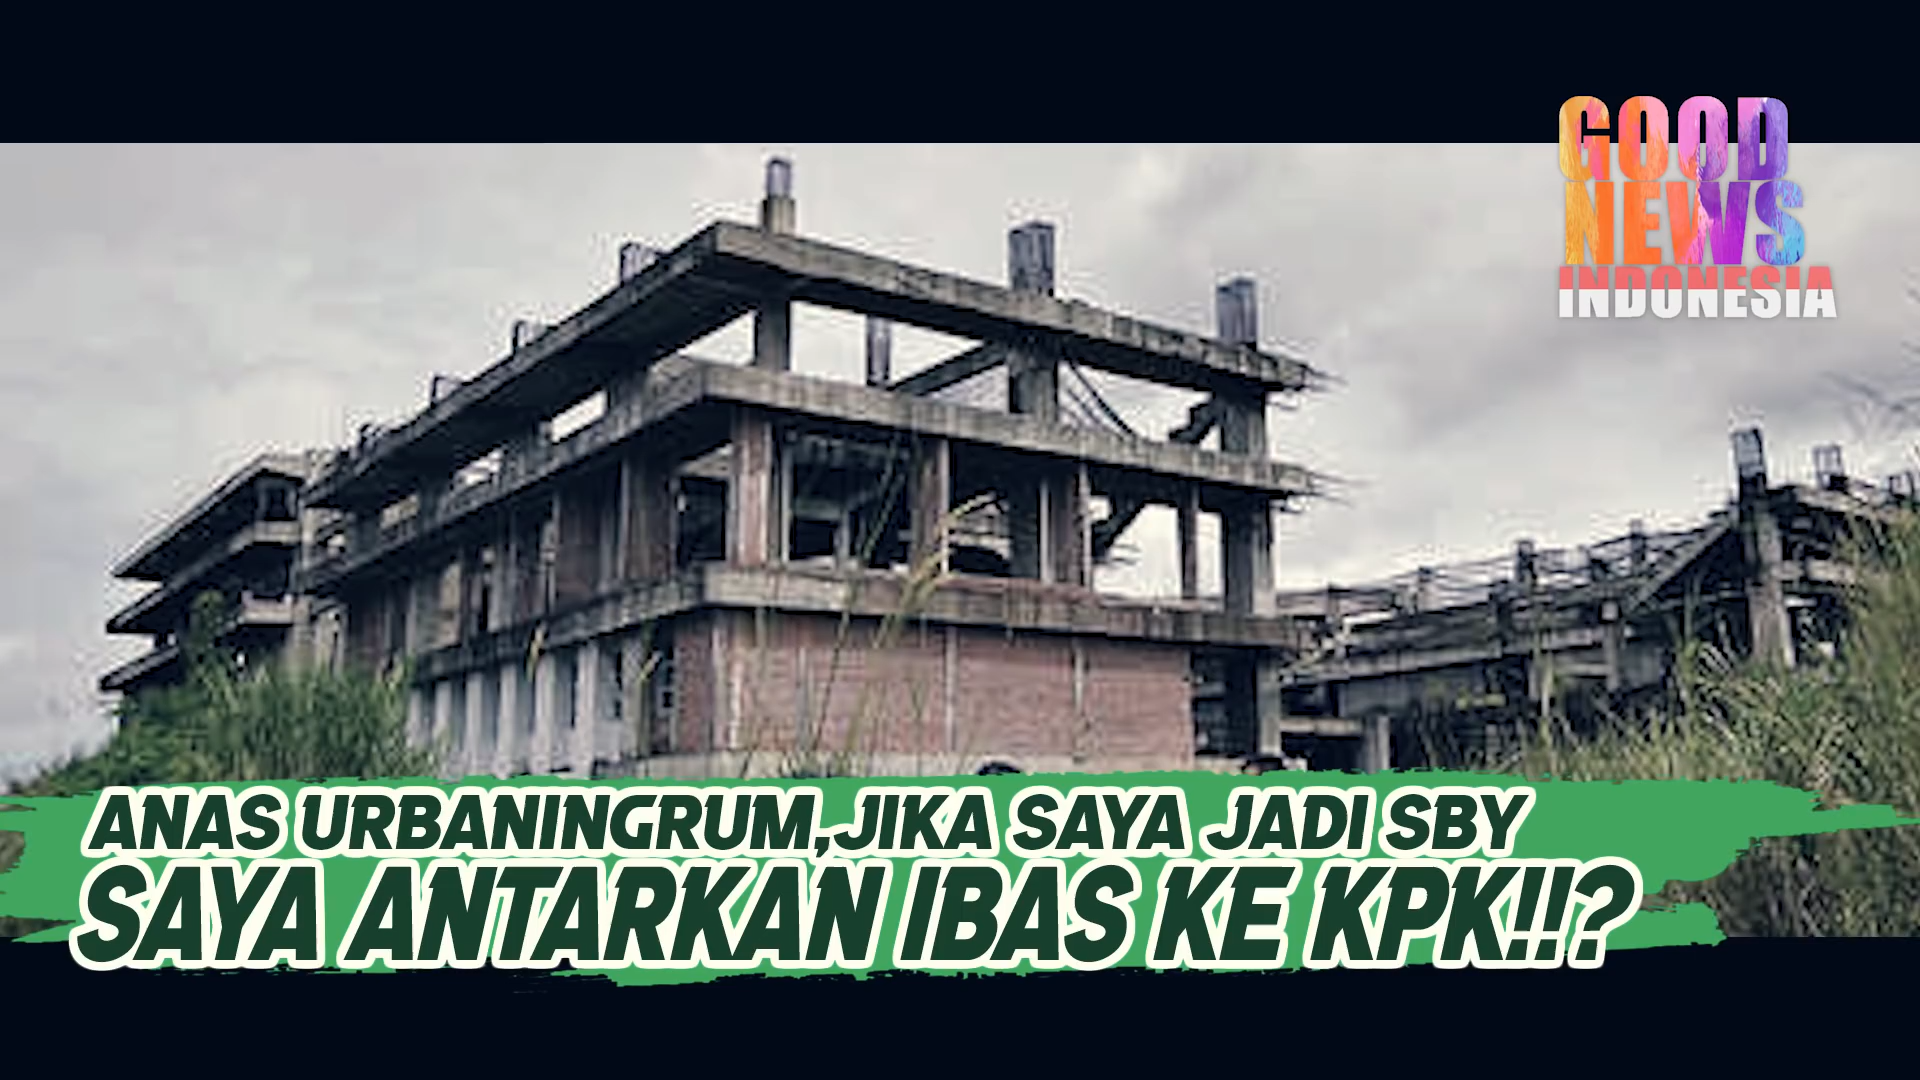 GOOD
NEWS
INDONESIA
ANAS URBANINGRUM,JIKA SAYA JADI SBY
SAYA ANTARKAN IBAS KE KPK!!?